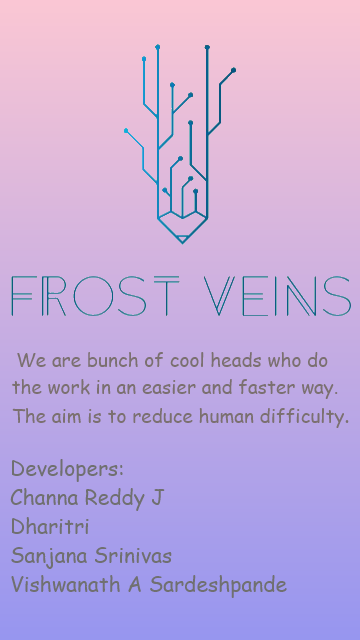 FROST VEINS
We are bunch of cool heads who do
the work in an easier and faster way.
The aim is to reduce human difficulty.
Developers:
Channa Reddy J
Dharitri
Sanjana Srinivas
Vishwanath A Sardeshpande